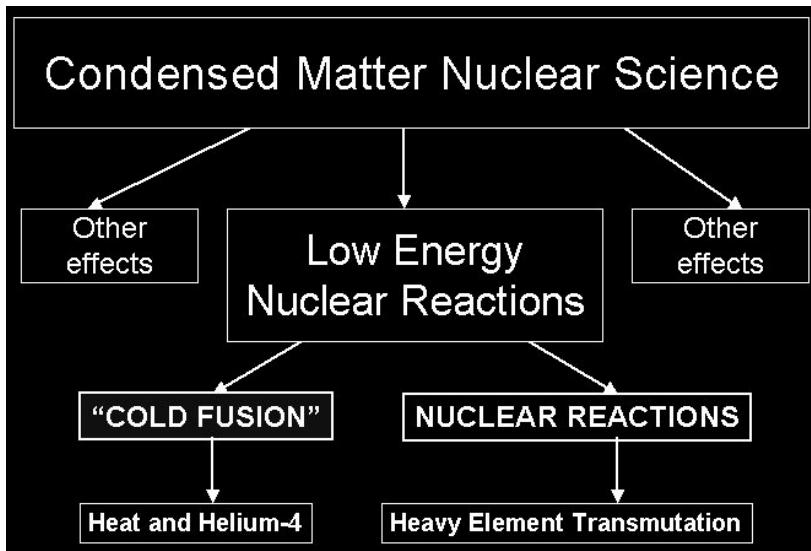 Condensed Matter Nuclear Science
Other
effects
Low Energy
Nuclear Reactions
Other
effects
“COLD FUSION”
NUCLEAR REACTIONS
Heat and Helium-4
Heavy Element Transmutation